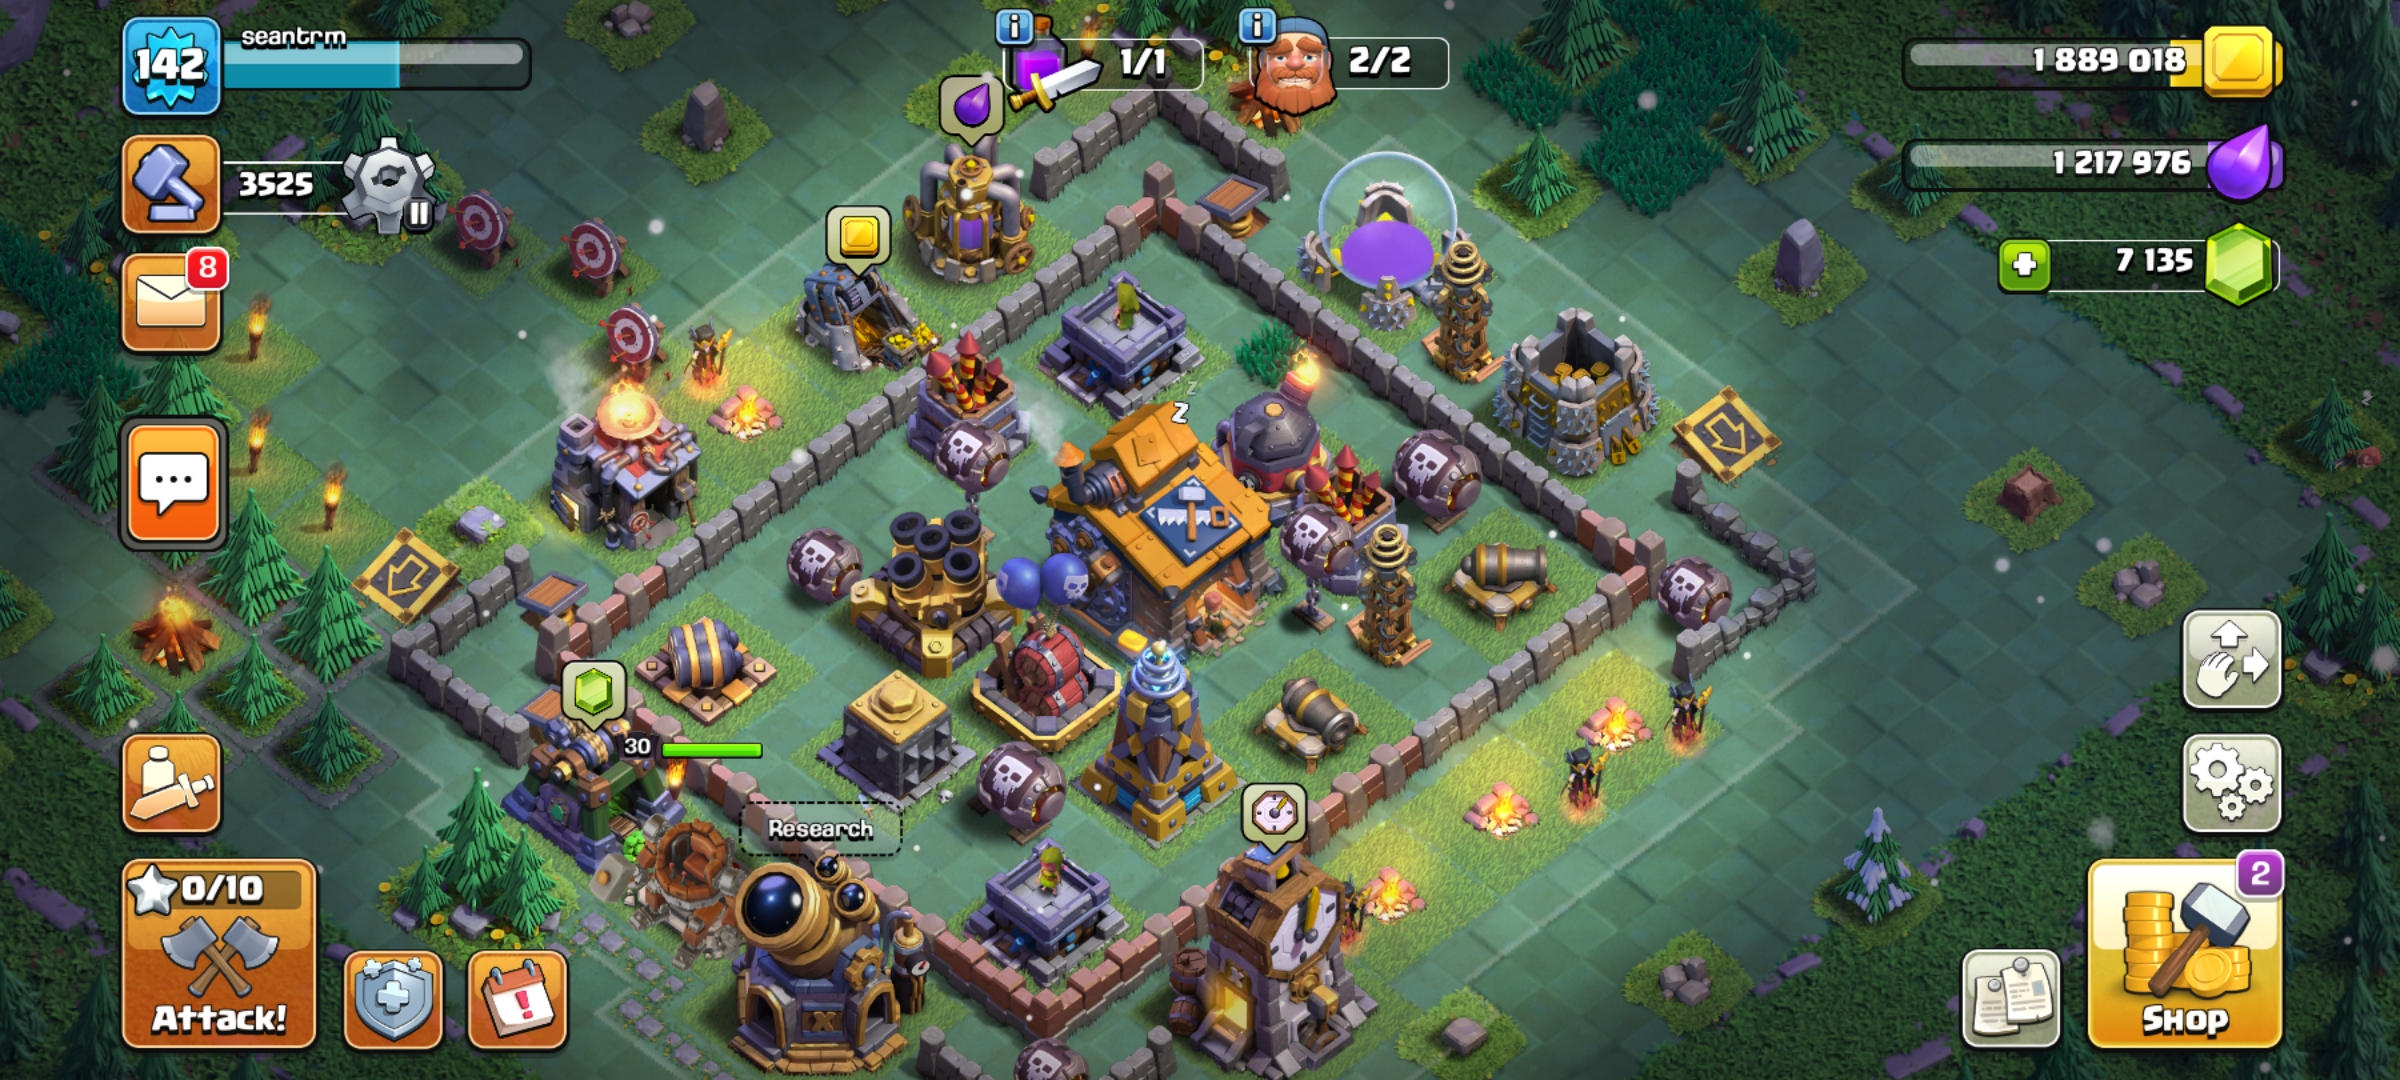 142
seantrm
1/1
2/2
1 889 018
3525
1 217 976
8
7 135
z
z
30
Research
0/10
Attack!
2
Shop